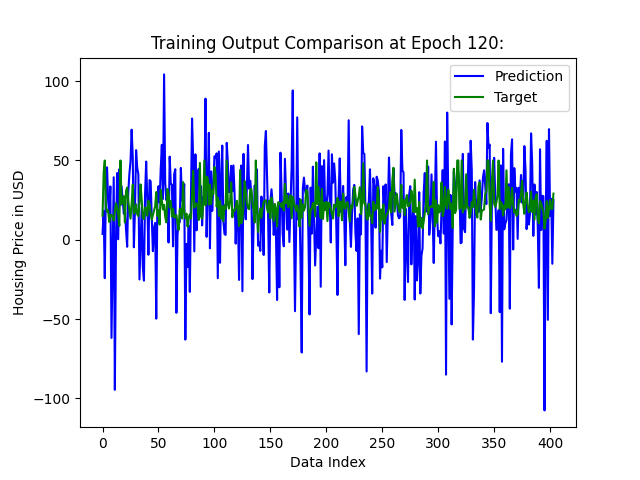 Training Output Comparison at Epoch 120:
Prediction
Target
Housing Price in USD
100
50
0
−50
−100
0 50 100 150 200 250 300 350 400
Data Index